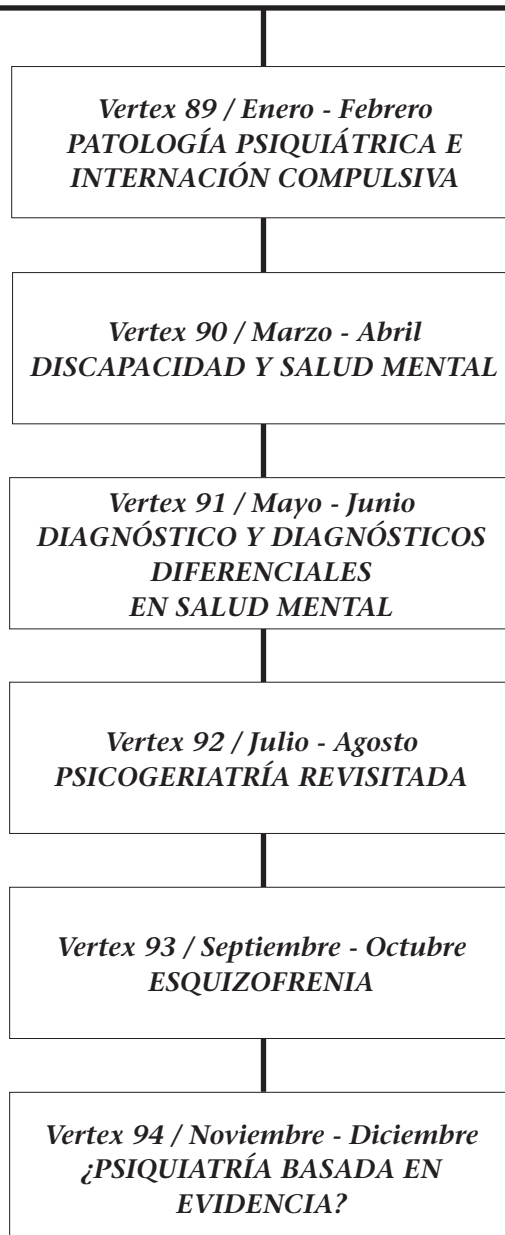 Vertex 89 / Enero - Febrero
PATOLOGÍA PSIQUIÁTRICA E
INTERNACIÓN COMPULSIVA
Vertex 90 / Marzo - Abril
DISCAPACIDAD Y SALUD MENTAL
Vertex 91 / Mayo - Junio
DIAGNÓSTICO Y DIAGNÓSTICOS
DIFERENCIALES
EN SALUD MENTAL
Vertex 92 / Julio - Agosto
PSICOGERIATRÍA REVISITADA
Vertex 93 / Septiembre - Octubre
ESQUIZOFRENIA
Vertex 94 / Noviembre - Diciembre
¿PSIQUIATRÍA BASADA EN
EVIDENCIA?